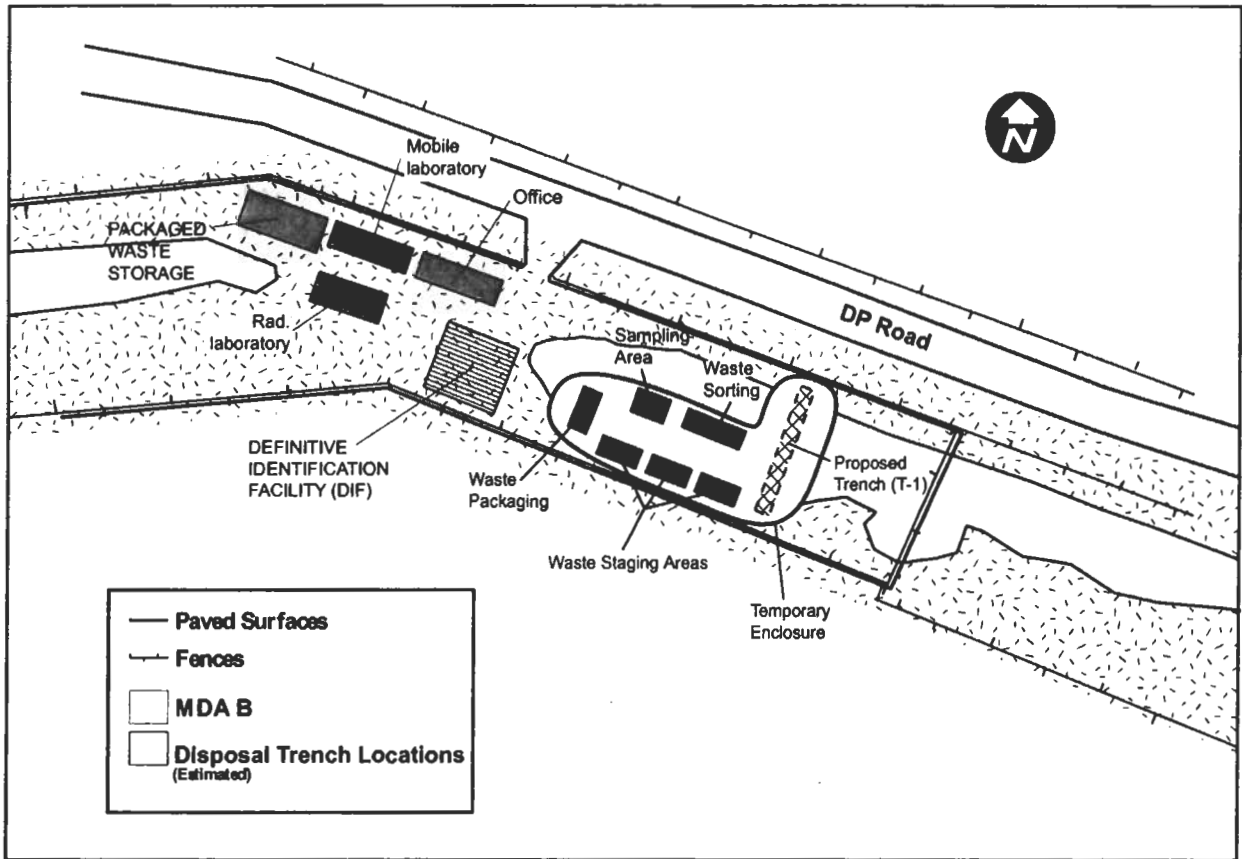 N
Mobile
laboratory
Office
PACKAGED
WASTE
STORAGE
DP Road
Rad.
laboratory
Sampling
Area
Waste
Sorting
DEFINITIVE
IDENTIFICATION
FACILITY (DIF)
Waste
Packaging
Proposed
Trench (T-1)
Waste Staging Areas
Temporary
Enclosure
Paved Surfaces
Fences
MDA B
Disposal Trench Locations
(Estimated)